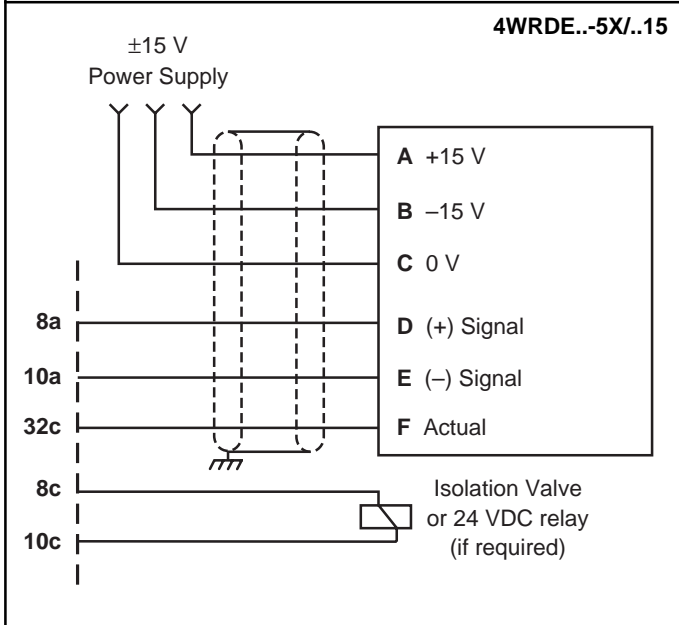 4WRDE..-5X/..15
±15 V
Power Supply
A +15 V
B –15 V
C 0 V
8a
D (+) Signal
10a
E (–) Signal
32c
F Actual
8c
Isolation Valve
or 24 VDC relay
(if required)
10c